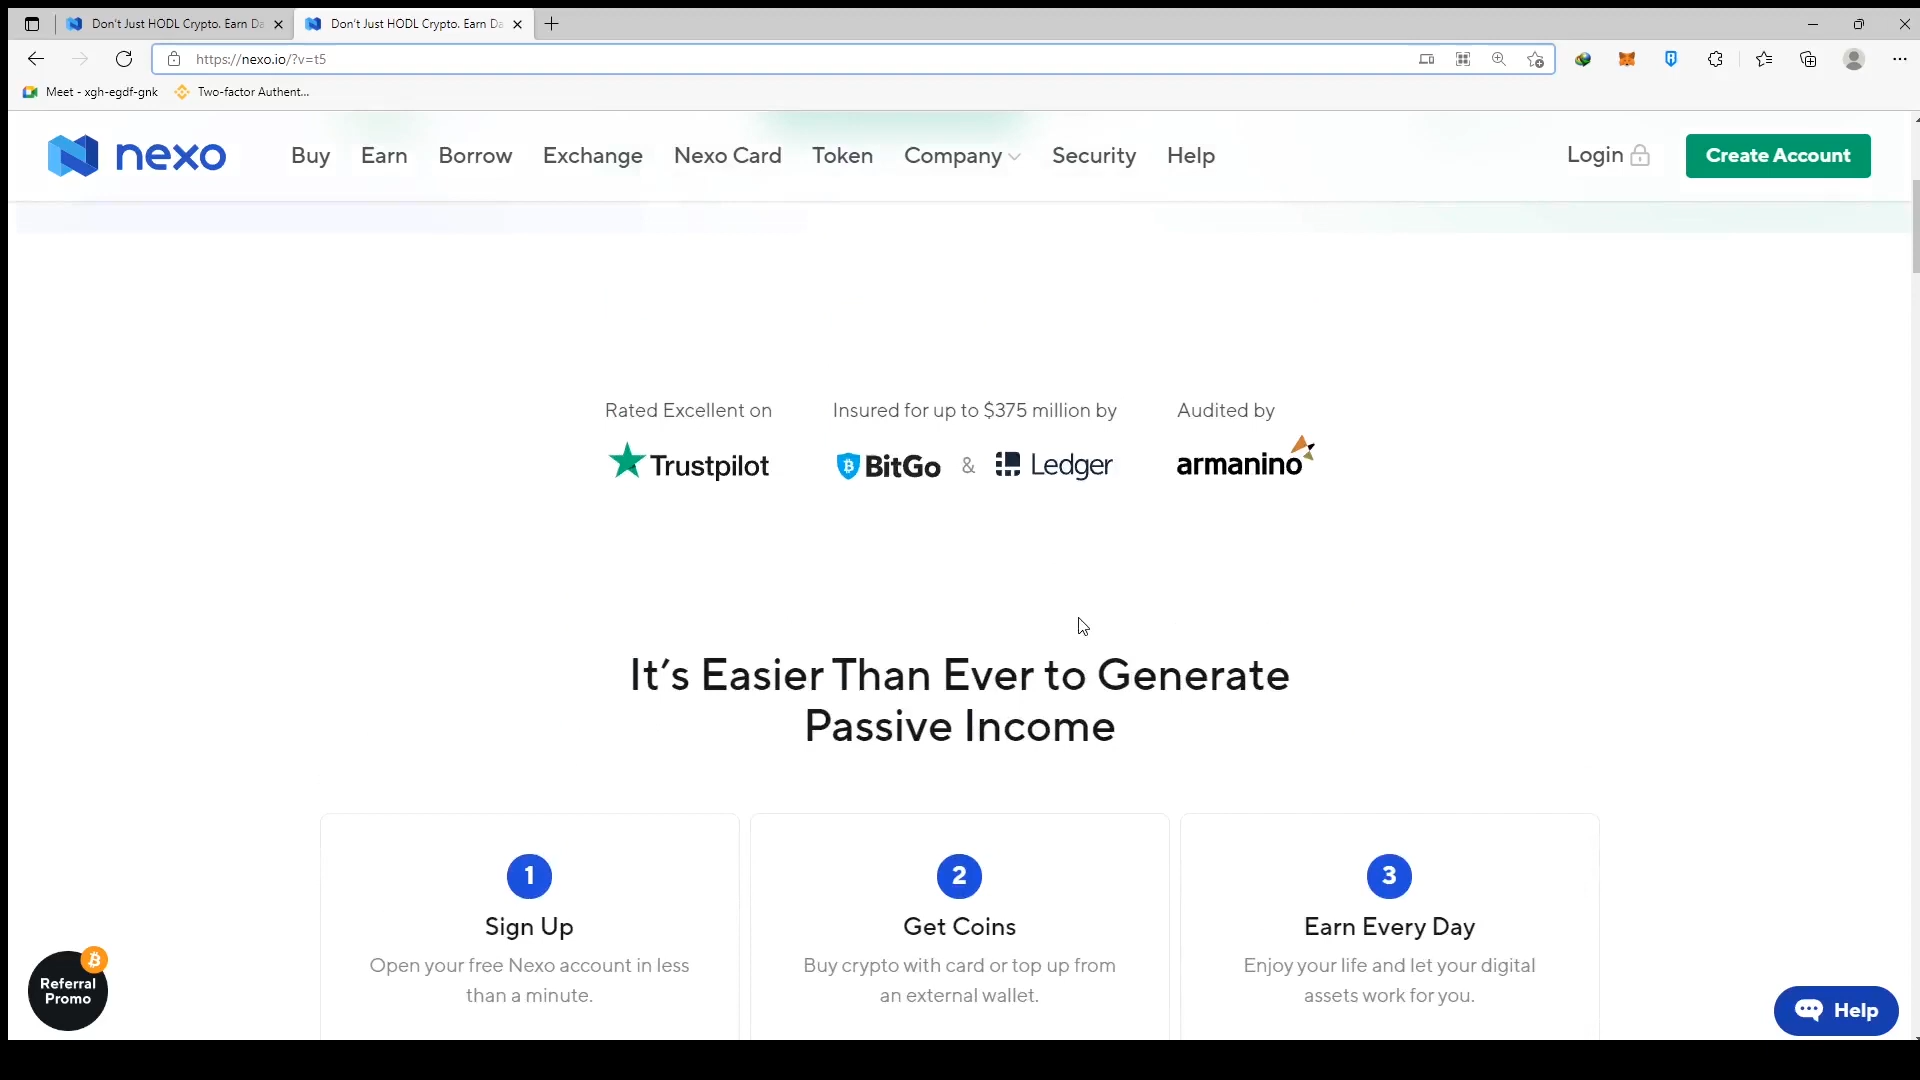 Don't Just HODL Crypto. Earn Da
Don't Just HODL Crypto. Earn Da
https://nexo.io/?v=t5
Meet - xgh-egdf-gnk
Two-factor Authent...
nexo
Buy
Earn
Borrow
Exchange
Nexo Card
Token
Company
Security
Help
Login
Create Account
Rated Excellent on
Insured for up to $375 million by
Audited by
Trustpilot
BitGo & Ledger
armanino
It's Easier Than Ever to Generate
Passive Income
1
Sign Up
Open your free Nexo account in less
than a minute.
2
Get Coins
Buy crypto with card or top up from
an external wallet.
3
Earn Every Day
Enjoy your life and let your digital
assets work for you.
Referral
Promo
Help